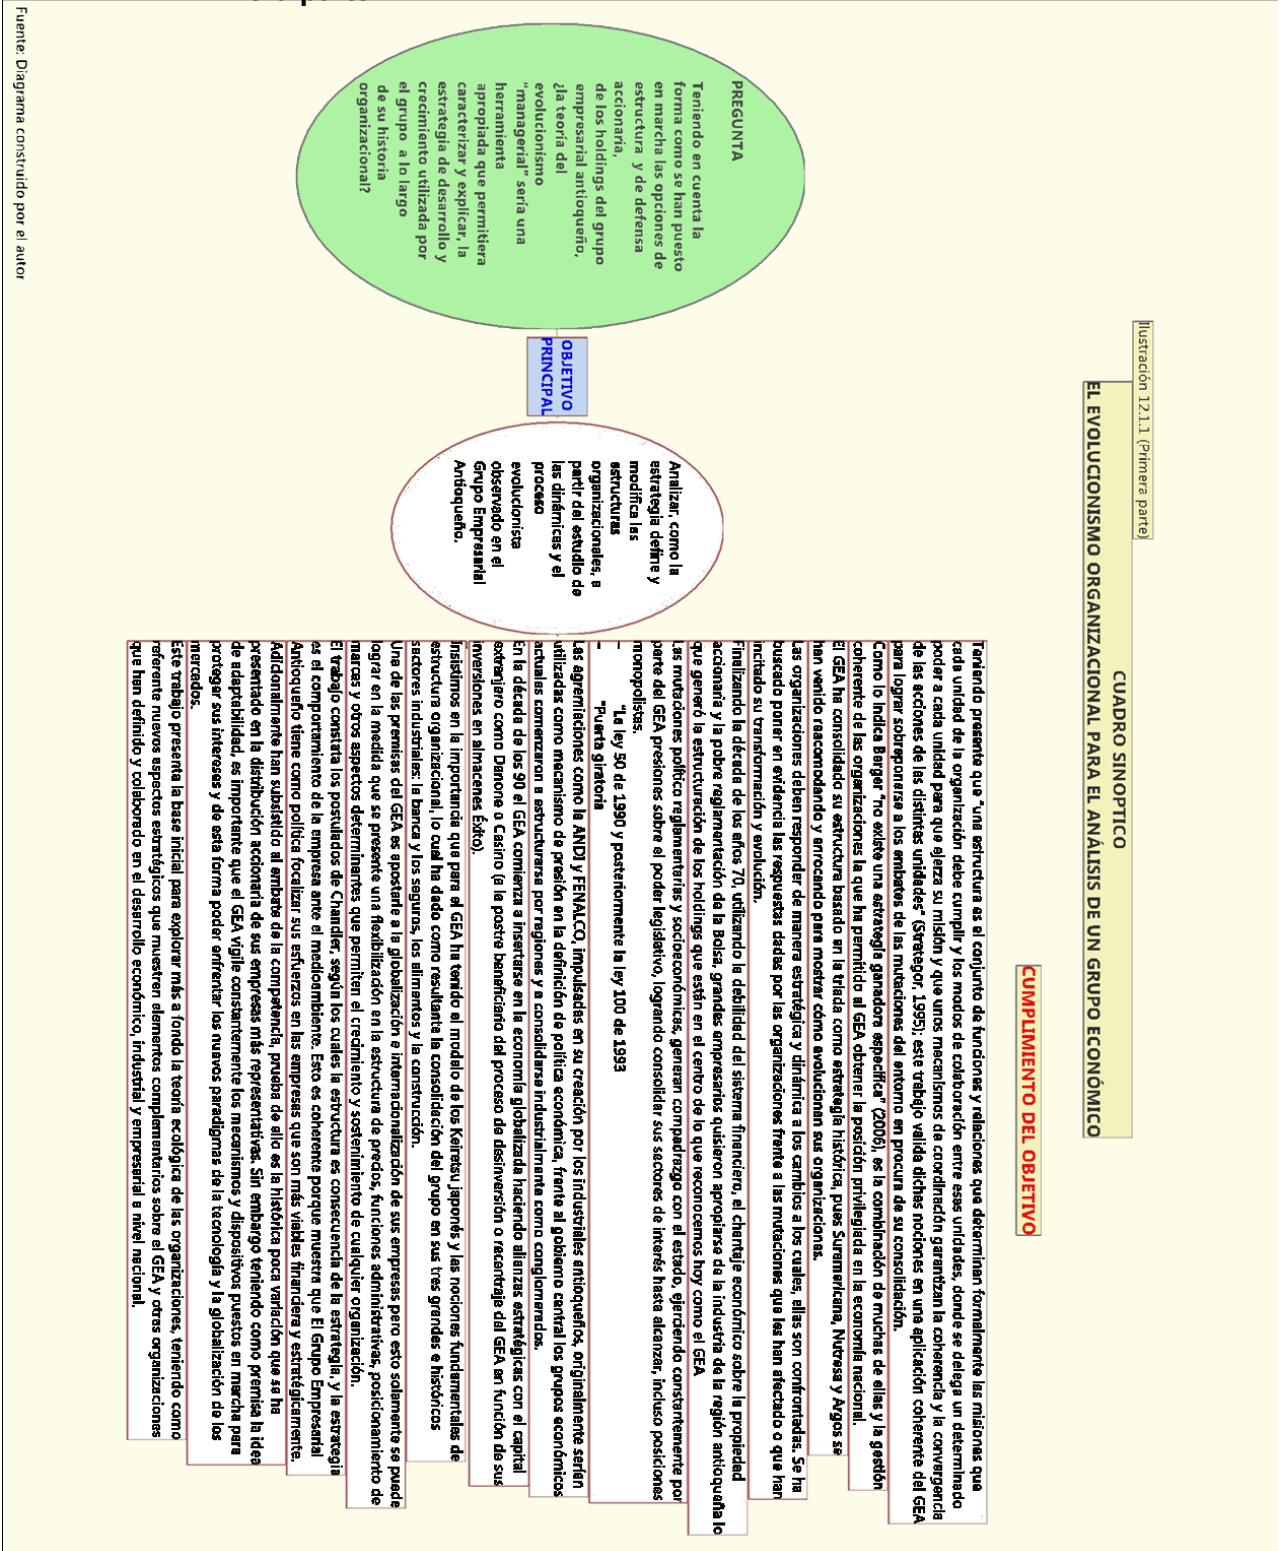 Ilustración 12.1.1 (Primera parte)
CUADRO SINOPTICO
EL EVOLUCIONISMO ORGANIZACIONAL PARA EL ANÁLISIS DE UN GRUPO ECONÓMICO
CUMPLIMIENTO DEL OBJETIVO
PREGUNTA
Teniendo en cuenta la
forma como se han puesto
en marcha las opciones de
estructura y de defensa
accionaria,
de los holdings del grupo
empresarial antioqueño,
¿la teoría del
evolucionismo
"managerial" sería una
herramienta
apropiada que permitiera
caracterizar y explicar, la
estrategia de desarrollo y
crecimiento utilizada por
el grupo a lo largo
de su historia
organizacional?
OBJETIVO
PRINCIPAL
Analizar, como la
estrategia define y
modifica las
estructuras
organizacionales, a
partir del estudio de
las dinámicas y el
proceso
evolucionista
observado en el
Grupo Empresarial
Antioqueño.
Teniendo presente que "una estructura es el conjunto de funciones y relaciones que determinan formalmente las misiones que
cada unidad de la organización debe cumplir y los modos de colaboración entre esas unidades, donde se delega un determinado
poder a cada unidad para que ejerza su misión y que unos mecanismos de coordinación garantizan la coherencia y la convergencia
de las acciones de las distintas unidades" (Strategor, 1995); este trabajo valida dichas nociones en una aplicación coherente del GEA
para lograr sobreponerse a los embates de las mutaciones del entorno en procura de su consolidación.
Como lo indica Barger "no existe una estrategia ganadora específica" (2006), es la combinación de muchas de ellas y la gestión
coherente de las organizaciones la que ha permitido al GEA obtener la posición privilegiada en la economía nacional.
El GEA ha consolidado su estructura basado en la triada como estrategia histórica, pues Suramericana, Nutresa y Argos se
han venido reacomodando y enrocando para mostrar cómo evolucionan sus organizaciones.
Las organizaciones deben responder de manera estratégica y dinámica a los cambios a los cuales, ellas son confrontadas. Se ha
buscado poner en evidencia las respuestas dadas por las organizaciones frente a las mutaciones que las han afectado o que han
incitado su transformación y evolución.
Finalizando la década de los años 70, utilizando la debilidad del sistema financiero, el chantaje económico sobre la propiedad
accionaria y la pobre reglamentación de la Bolsa, grandes empresarios quisieron apropiarse de la industria de la región antioqueña lo
que generó la estructuración de los holdings que están en el centro de lo que reconocemos hoy como el GEA
Las mutaciones político reglamentarias y socioeconómicas, generan compadrazgo con el estado, ejerciendo constantemente por
parte del GEA presiones sobre el poder legislativo, logrando consolidar sus sectores de interés hasta alcanzar, incluso posiciones
monopolistas.
– "La ley 50 de 1990 y posteriormente la ley 100 de 1993
– "Puerta giratoria
Las agremiaciones como la ANDI y FENALCO, impulsadas en su creación por los industriales antioqueños, originalmente serían
utilizadas como mecanismo de presión en la definición de política económica, frente al gobierno central los grupos económicos
actuales comenzaron a estructurarse por regiones y a consolidarse industrialmente como conglomerados.
En la década de los 90 el GEA comienza a insertarse en la economía globalizada haciendo alianzas estratégicas con el capital
extranjero como Danone o Casino (a la postre beneficiario del proceso de desinversión o recentraje del GEA en función de sus
inversiones en almacenes Éxito).
Insistimos en la importancia que para el GEA ha tenido el modelo de los Keiretsu japonés y las nociones fundamentales de
estructura organizacional, lo cual ha dado como resultante la consolidación del grupo en sus tres grandes e históricos
sectores industriales: la banca y los seguros, los alimentos y la construcción.
Una de las premisas del GEA es apostarle a la globalización e internacionalización de sus empresas pero esto solamente se puede
lograr en la medida que se presente una flexibilización en la estructura de precios, funciones administrativas, posicionamiento de
marcas y otros aspectos determinantes que permiten el crecimiento y sostenimiento de cualquier organización.
El trabajo constata los postulados de Chandler, según los cuales la estructura es consecuencia de la estrategia, y la estrategia
es el comportamiento de la empresa ante el medioambiente. Esto es coherente porque muestra que El Grupo Empresarial
Antioqueño tiene como política focalizar sus esfuerzos en las empresas que son más viables financiera y estratégicamente.
Adicionalmente han subsistido al embate de la competencia, prueba de ello es la histórica poca variación que se ha
presentado en la distribución accionaria de sus empresas más representativas. Sin embargo teniendo como premisa la idea
de adaptabilidad, es importante que el GEA vigile constantemente los mecanismos y dispositivos puestos en marcha para
proteger sus intereses y de esta forma poder enfrentar los nuevos paradigmas de la tecnología y la globalización de los
mercados.
Este trabajo presenta la base inicial para explorar más a fondo la teoría ecológica de las organizaciones, teniendo como
referente nuevos aspectos estratégicos que muestren elementos complementarios sobre el GEA y otras organizaciones
que han definido y colaborado en el desarrollo económico, industrial y empresarial a nivel nacional.
Fuente: Diagrama construido por el autor